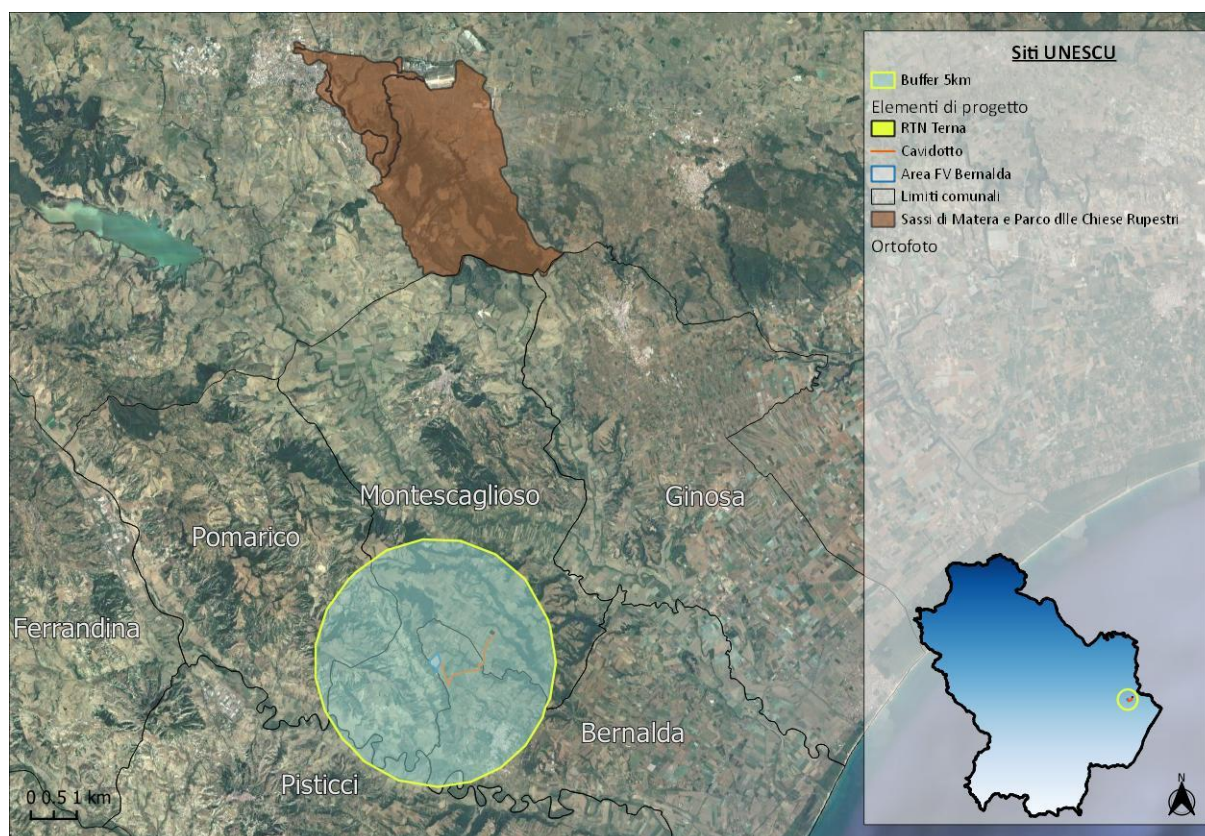 Siti UNESCU
Buffer 5km
Elementi di progetto
RTN Terna
Cavidotto
Area FV Bernalda
Limiti comunali
Sassi di Matera e Parco dlle Chiese Rupestri
Ortofoto
Montescaglioso
Ginosa
Pomarico
Ferrandina
Bernalda
Pisticci
0 0.5 1 km
N